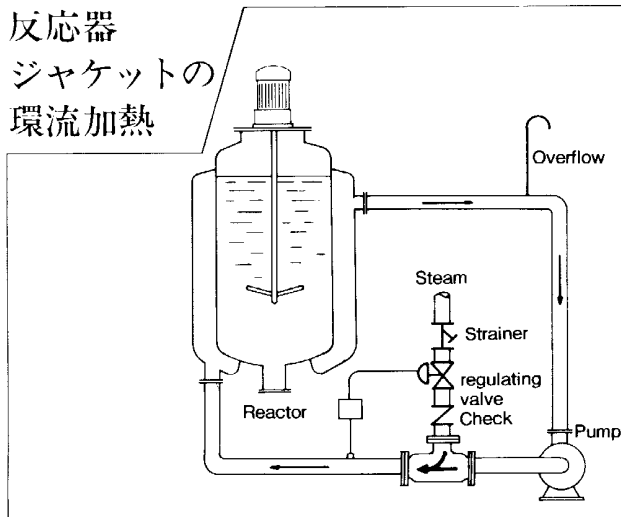 反応器
ジャケットの
環流加熱
Overflow
Steam
Strainer
regulating
valve
Check
Reactor
Pump